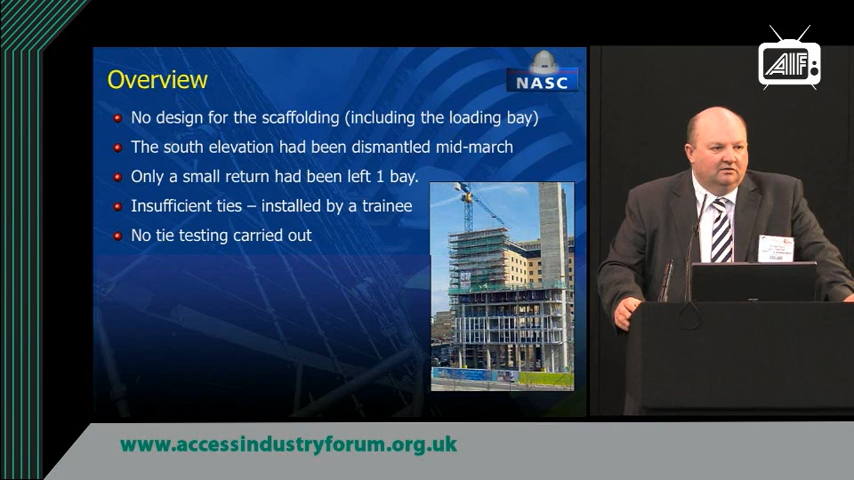 Overview
NASC
AIF
No design for the scaffolding (including the loading bay)
The south elevation had been dismantled mid-march
Only a small return had been left 1 bay.
Insufficient ties – installed by a trainee
No tie testing carried out
www.accessindustryforum.org.uk